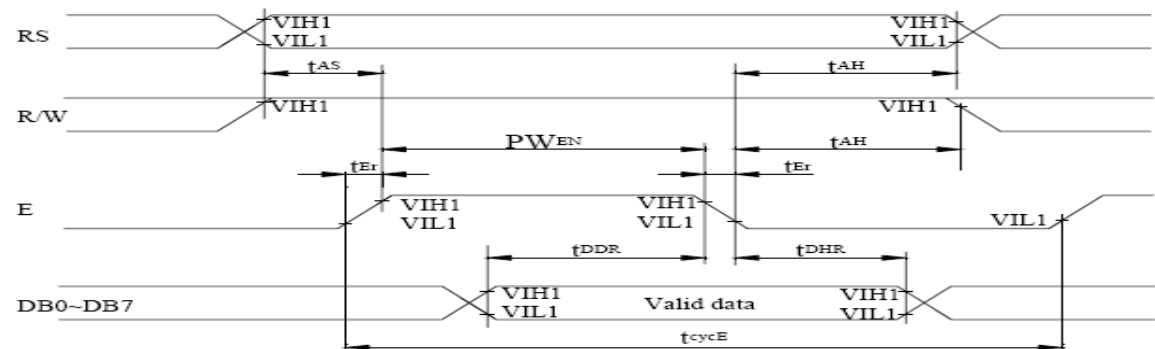 RS
VIH1
VIL1
VIH1
VIL1
tAS
tAH
R/W
VIH1
VIH1
PWEN
tAH
tEr
tEr
E
VIH1
VIL1
VIH1
VIL1
VIL1
tDDR
tDHR
DB0~DB7
VIH1
VIL1
Valid data
VIH1
VIL1
tcycE